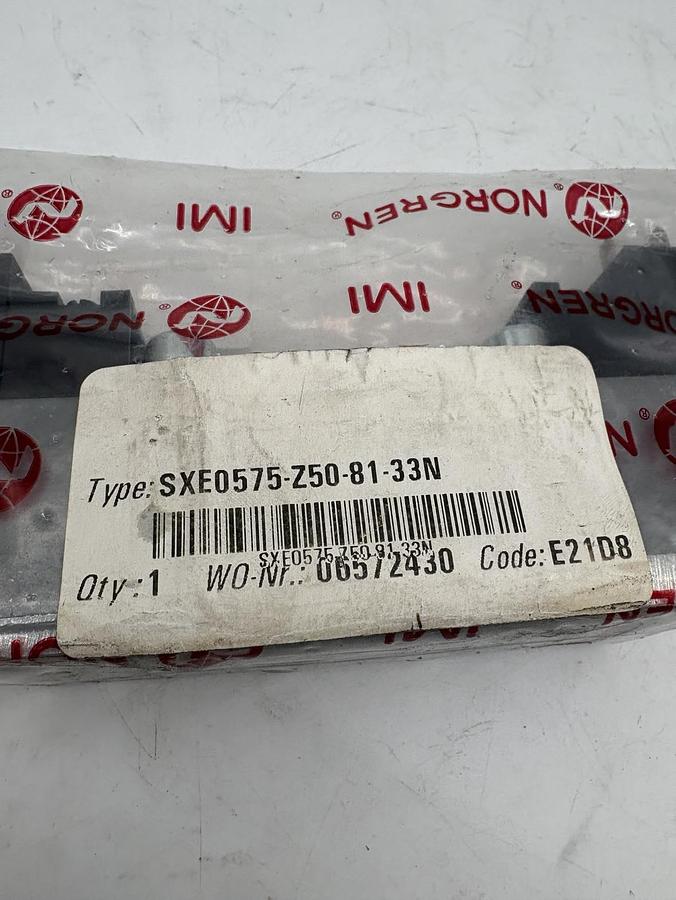 IMI NORGREN®
NORGREN® IMI NORGREN
Type: SXE0575-Z50-81-33N
SXE0575-Z50-81-33N
Qty: 1 WO-Nr.: 06572430 Code: E21D8
IMI